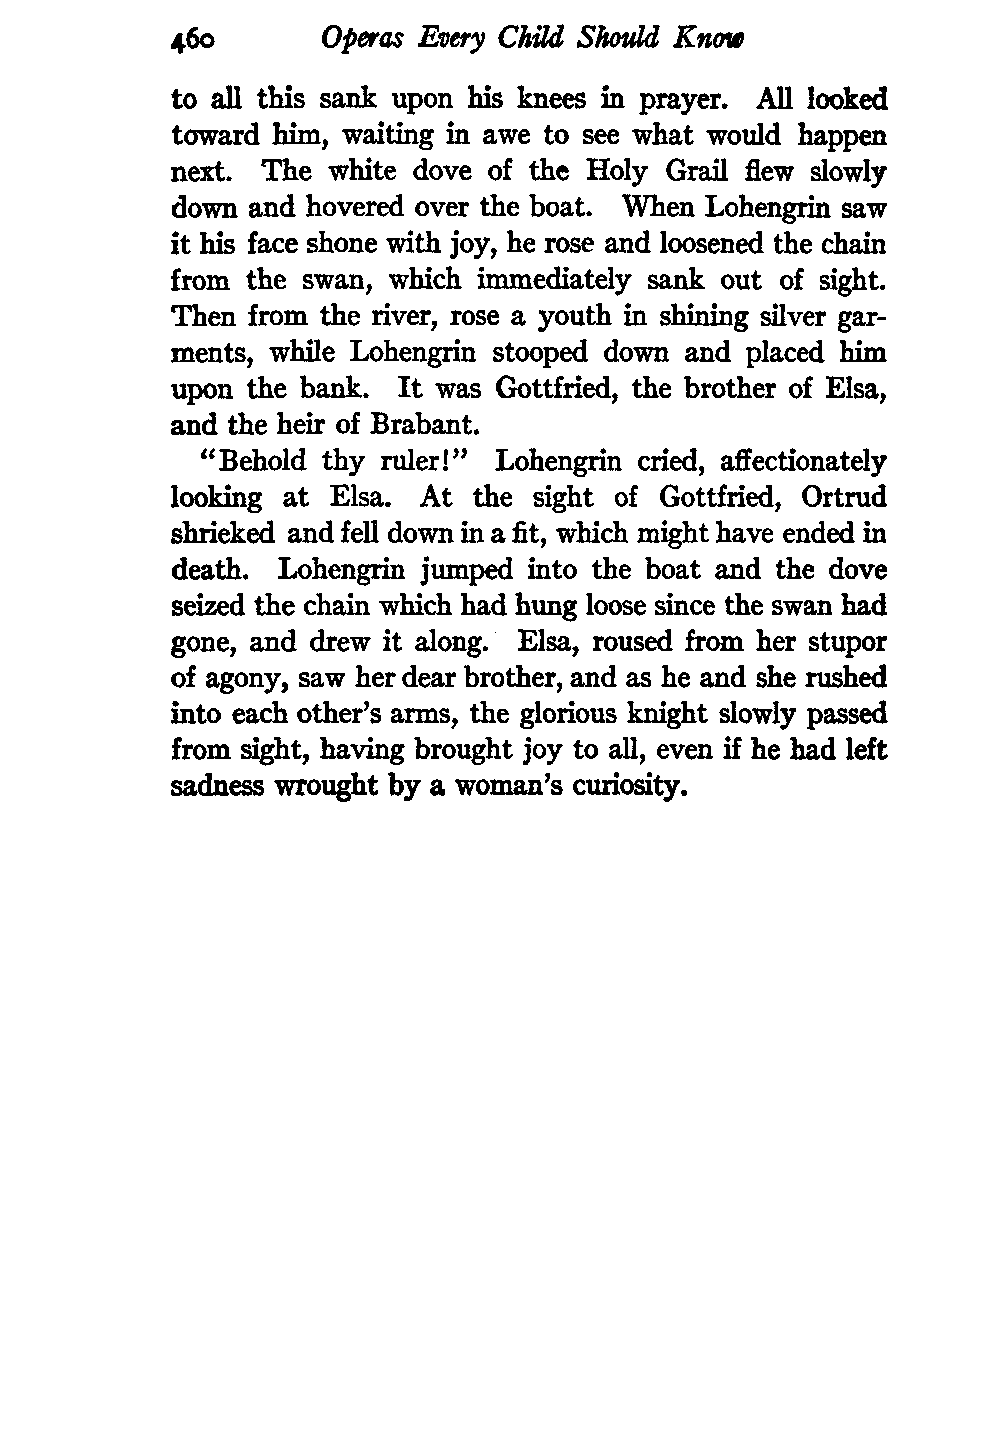 460 Operas Every Child Should Know
to all this sank upon his knees in prayer. All looked
toward him, waiting in awe to see what would happen
next. The white dove of the Holy Grail flew slowly
down and hovered over the boat. When Lohengrin saw
it his face shone with joy, he rose and loosened the chain
from the swan, which immediately sank out of sight.
Then from the river, rose a youth in shining silver gar-
ments, while Lohengrin stooped down and placed him
upon the bank. It was Gottfried, the brother of Elsa,
and the heir of Brabant.
"Behold thy ruler!" Lohengrin cried, affectionately
looking at Elsa. At the sight of Gottfried, Ortrud
shrieked and fell down in a fit, which might have ended in
death. Lohengrin jumped into the boat and the dove
seized the chain which had hung loose since the swan had
gone, and drew it along. Elsa, roused from her stupor
of agony, saw her dear brother, and as he and she rushed
into each other's arms, the glorious knight slowly passed
from sight, having brought joy to all, even if he had left
sadness wrought by a woman's curiosity.